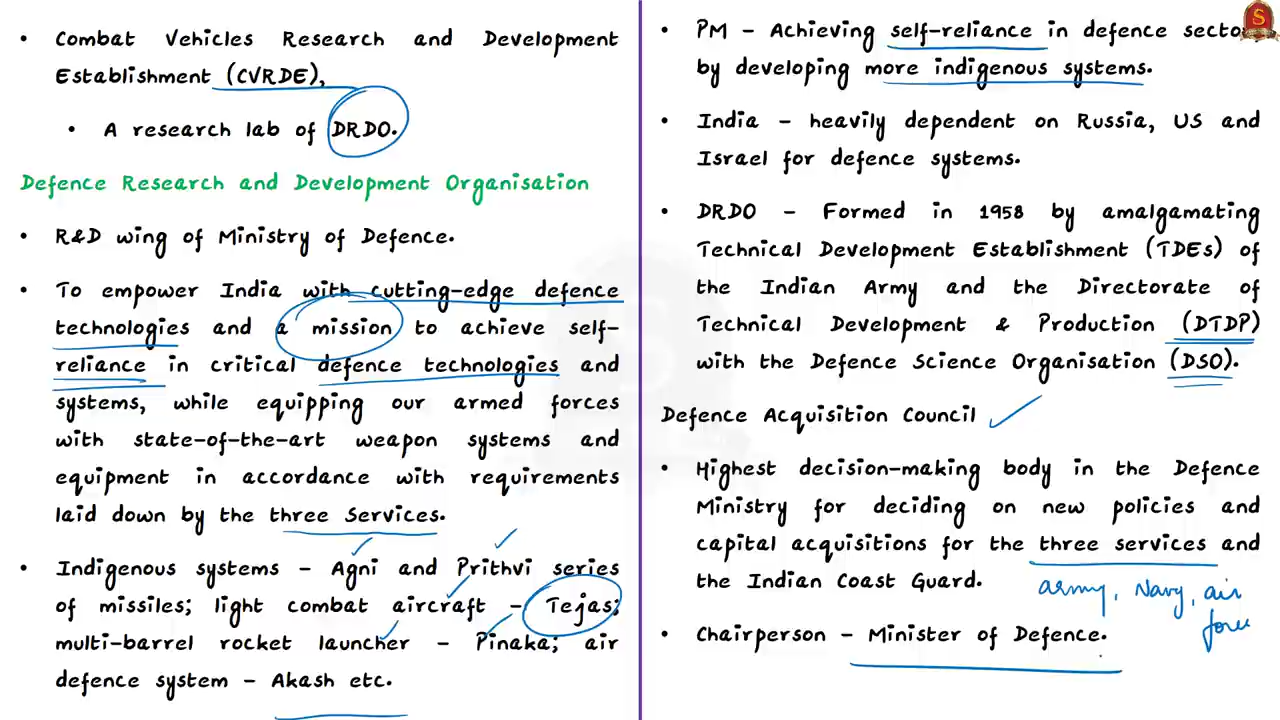 • Combat Vehicles Research and Development
Establishment (CVRDE),
• A research lab of DRDO.
Defence Research and Development Organisation
• R&D wing of Ministry of Defence.
• To empower India with cutting-edge defence
technologies and a mission to achieve self-
reliance in critical defence technologies and
systems, while equipping our armed forces
with state-of-the-art weapon systems and
equipment in accordance with requirements
laid down by the three Services.
• Indigenous systems - Agni and Prithvi series
of missiles; light combat aircraft - Tejas;
multi-barrel rocket launcher - Pinaka; air
defence system - Akash etc.
• PM - Achieving self-reliance in defence sector,
by developing more indigenous systems.
• India - heavily dependent on Russia, US and
Israel for defence systems.
• DRDO - Formed in 1958 by amalgamating
Technical Development Establishment (TDEs) of
the Indian Army and the Directorate of
Technical Development & Production (DTDP)
with the Defence Science Organisation (DSO).
Defence Acquisition Council
• Highest decision-making body in the Defence
Ministry for deciding on new policies and
capital acquisitions for the three services and
the Indian Coast Guard.
army, Navy, air
force
• Chairperson - Minister of Defence.